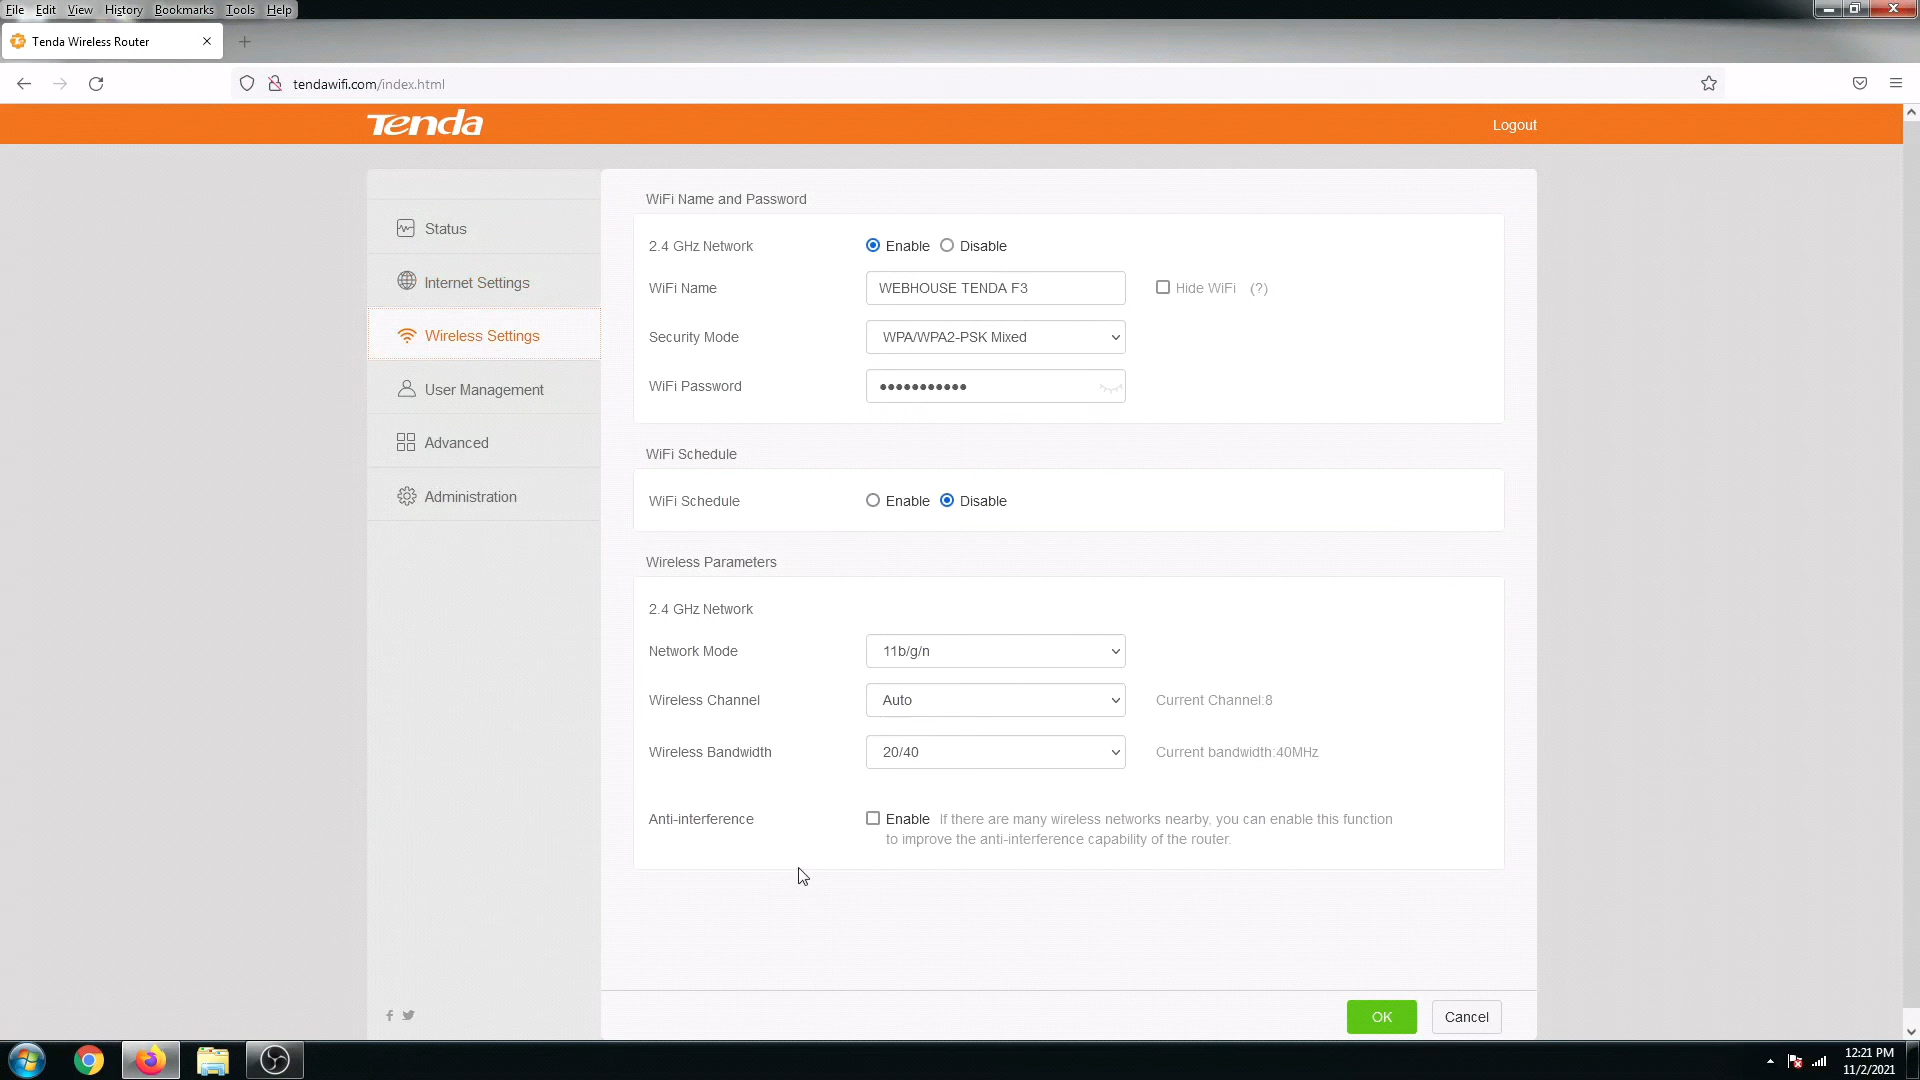 File Edit View History Bookmarks Tools Help
Tenda Wireless Router
tendawifi.com/index.html
Tenda
Logout
Status
Internet Settings
Wireless Settings
User Management
Advanced
Administration
WiFi Name and Password
2.4 GHz Network Enable Disable
WiFi Name WEBHOUSE TENDA F3 Hide WiFi (?)
Security Mode WPA/WPA2-PSK Mixed
WiFi Password •••••••••••
WiFi Schedule
WiFi Schedule Enable Disable
Wireless Parameters
2.4 GHz Network
Network Mode 11b/g/n
Wireless Channel Auto Current Channel:8
Wireless Bandwidth 20/40 Current bandwidth:40MHz
Anti-interference Enable If there are many wireless networks nearby, you can enable this function
to improve the anti-interference capability of the router.
OK Cancel
12:21 PM
11/2/2021